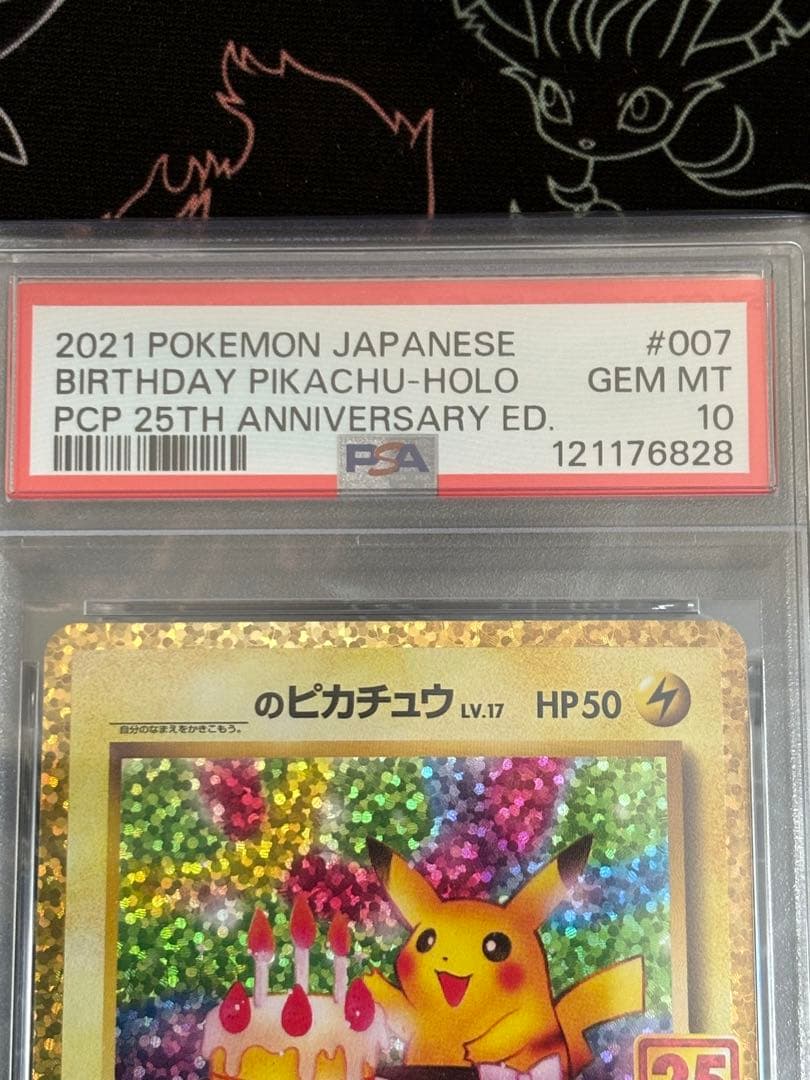 2021 POKEMON JAPANESE #007
BIRTHDAY PIKACHU-HOLO GEM MT
PCP 25TH ANNIVERSARY ED. 10
PSA 121176828
のピカチュウ LV.17 HP50
自分のなまえをかきこもう。
25